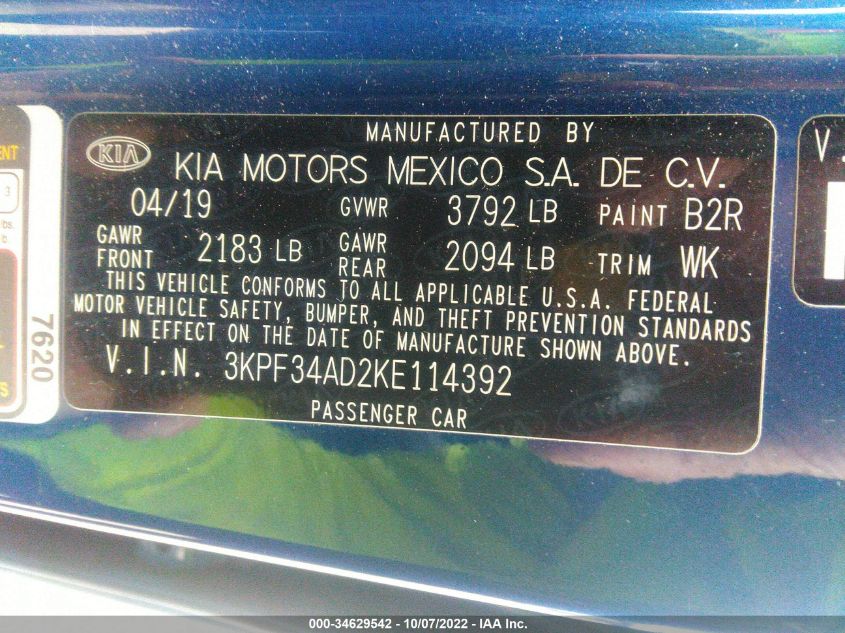 MANUFACTURED BY
KIA KIA MOTORS MEXICO S.A. DE C.V.
04/19 GVWR 3792 LB PAINT B2R
GAWR FRONT 2183 LB GAWR REAR 2094 LB TRIM WK
THIS VEHICLE CONFORMS TO ALL APPLICABLE U.S.A. FEDERAL
MOTOR VEHICLE SAFETY, BUMPER, AND THEFT PREVENTION STANDARDS
IN EFFECT ON THE DATE OF MANUFACTURE SHOWN ABOVE.
V.I.N. 3KPF34AD2KE114392
PASSENGER CAR
7620
3
V.
000-34629542 - 10/07/2022 - IAA Inc.